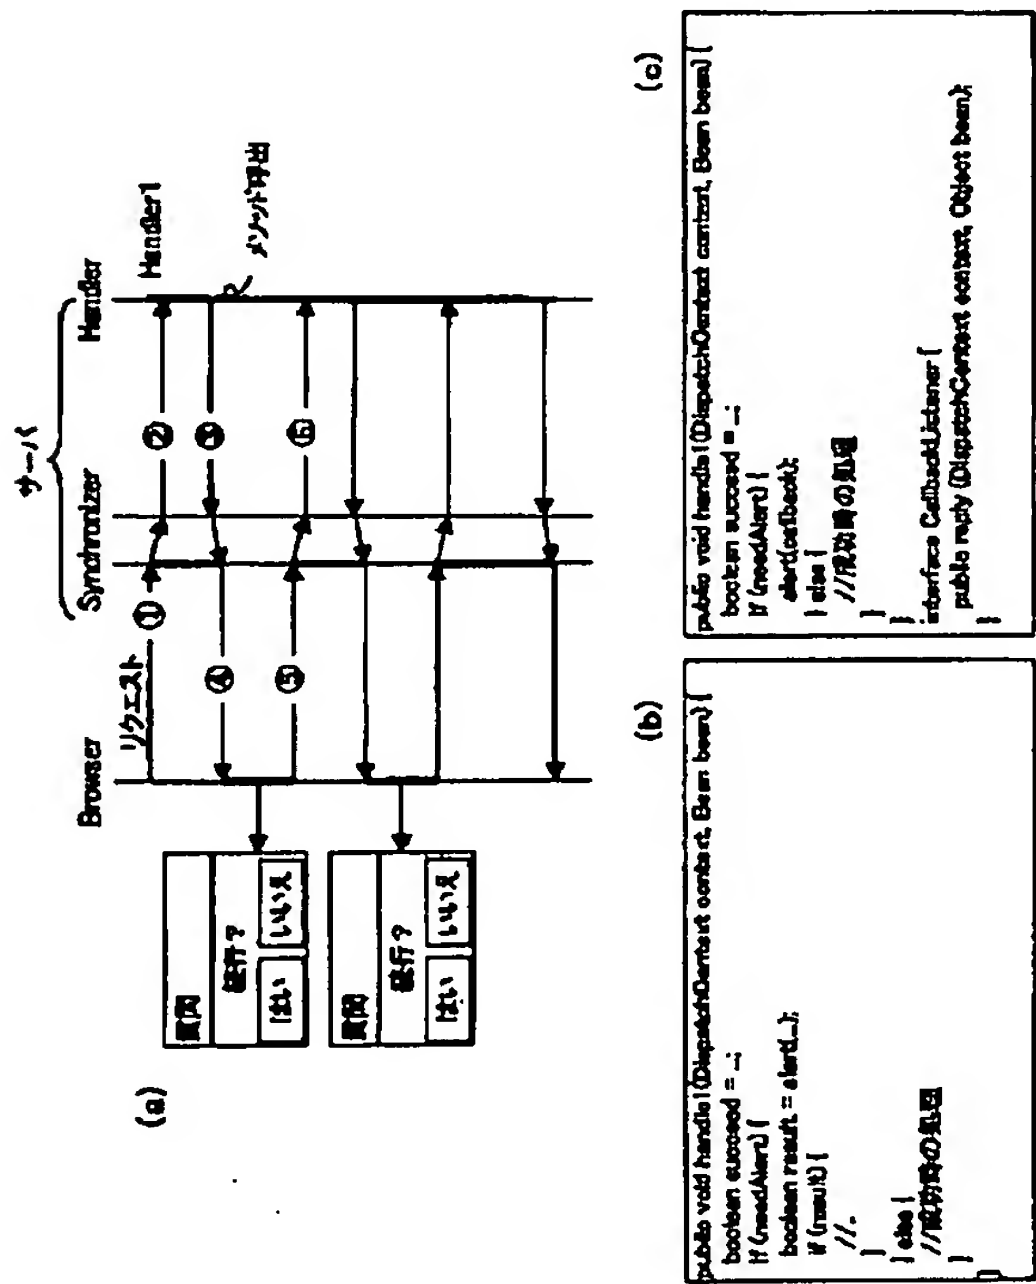 (a)
サーバ
Browser
Synchronizer
Handler
リクエスト
①
②
Handler1
③
メソッド呼出
④
⑤
⑥
質問
続行?
はい
いいえ
質問
続行?
はい
いいえ
(b)
public void handle1(DispatchContext context, Bean bean) {
boolean succeed = ...;
if (needAlert) {
boolean result = alert(...);
if (result) {
//..
}
} else {
//成功時の処理
}
}
(c)
public void handle1(DispatchContext context, Bean bean) {
boolean succeed = ...;
if (needAlert) {
alert(callback);
} else {
//成功時の処理
}
};
interface CallbackListener {
public reply (DispatchContext context, Object bean);
};